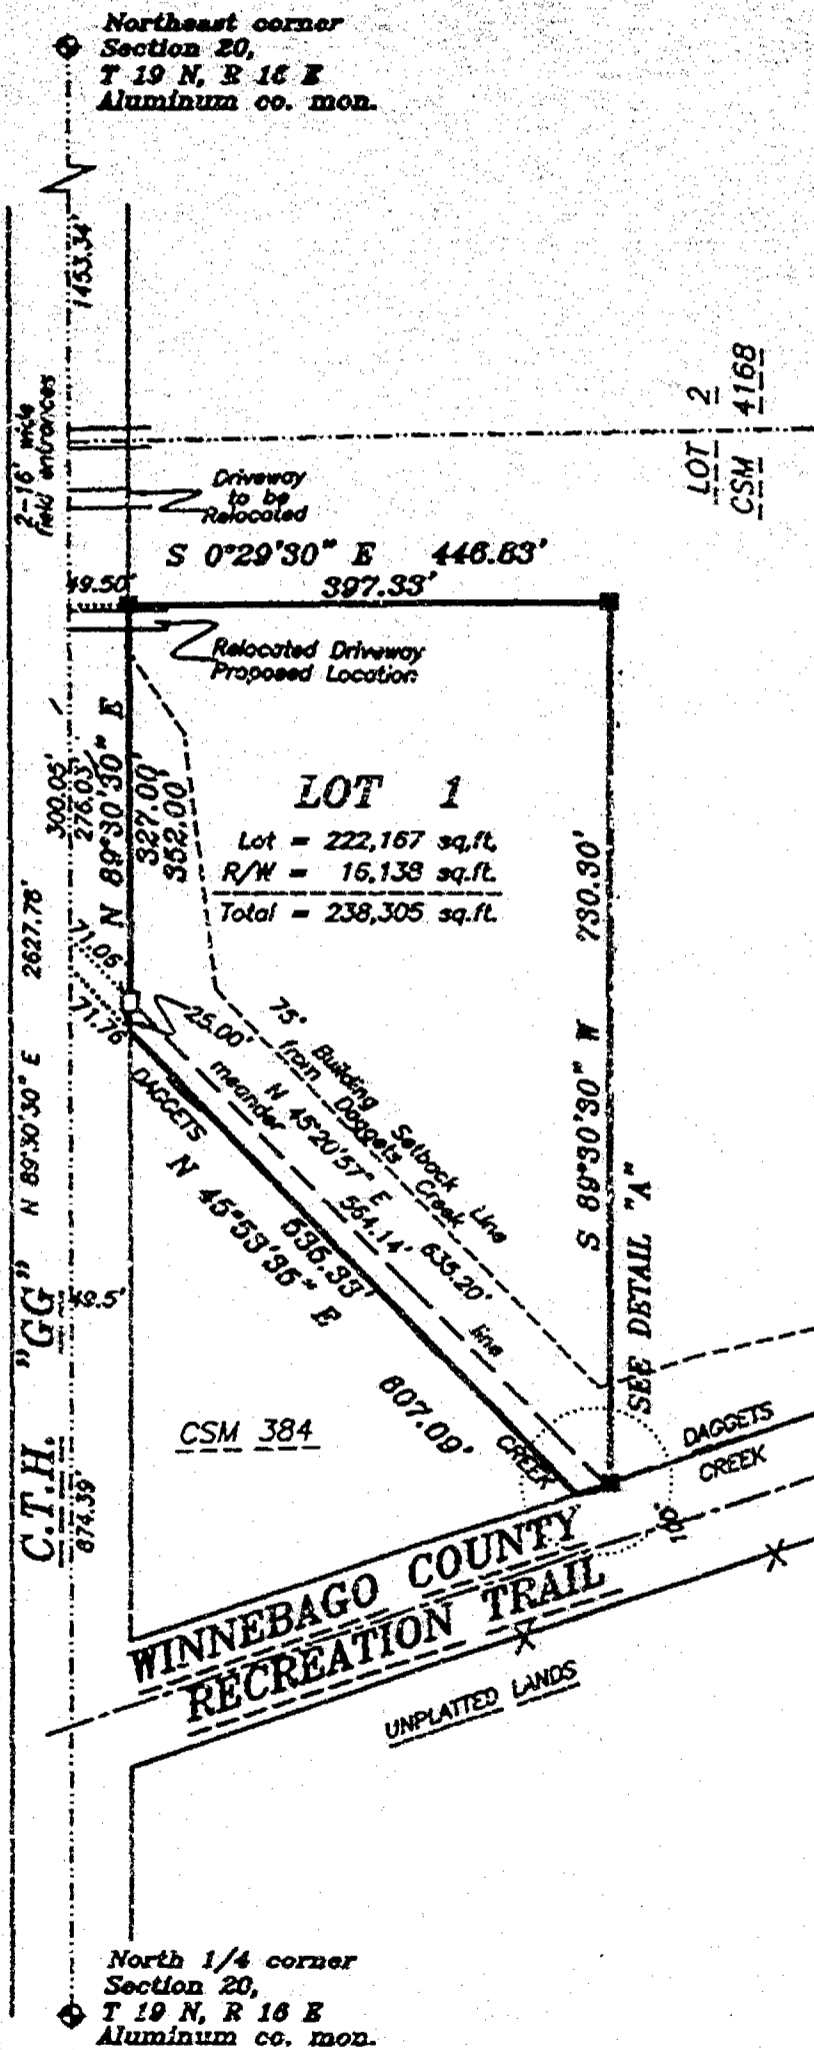 Northeast corner
Section 20,
T 19 N, R 16 E
Aluminum co. mon.
1453.34'
2-16' wide
field entrances
LOT 2
CSM 4168
Driveway
to be
Relocated
S 0°29'30" E 446.83'
49.50'
397.33'
Relocated Driveway
Proposed Location
300.05'
276.03'
N 89°30'30" E
327.00'
352.00'
LOT 1
Lot = 222,167 sq.ft.
R/W = 16,138 sq.ft.
Total = 238,305 sq.ft.
S 89°30'30" W 730.30'
71.06'
71.76'
25.00'
75' Building Setback Line
from Daggets Creek
meander
N 45°20'57" E
564.14'
635.20'
line
DAGGETS
N 45°53'35" E
535.33'
807.09'
CREEK
SEE DETAIL "A"
C.T.H. "GG" N 89°30'30" E 2627.78'
49.5'
874.39'
CSM 384
DAGGETS
CREEK
100'
WINNEBAGO COUNTY
RECREATION TRAIL
UNPLATTED LANDS
North 1/4 corner
Section 20,
T 19 N, R 16 E
Aluminum co. mon.